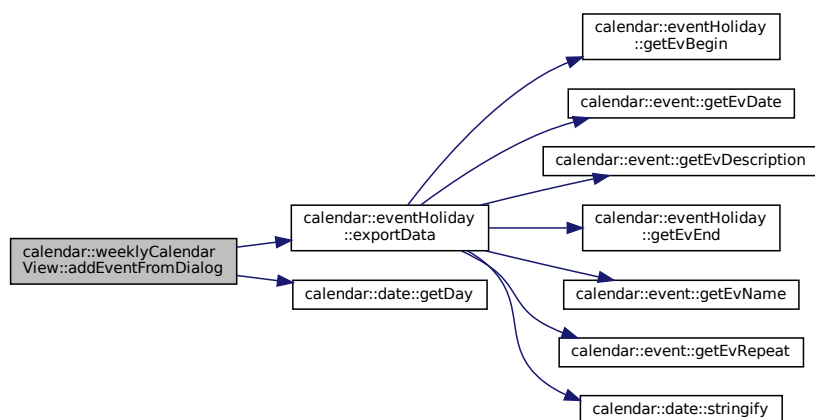 calendar::weeklyCalendar
View::addEventFromDialog
calendar::eventHoliday
::exportData
calendar::date::getDay
calendar::eventHoliday
::getEvBegin
calendar::event::getEvDate
calendar::event::getEvDescription
calendar::eventHoliday
::getEvEnd
calendar::event::getEvName
calendar::event::getEvRepeat
calendar::date::stringify